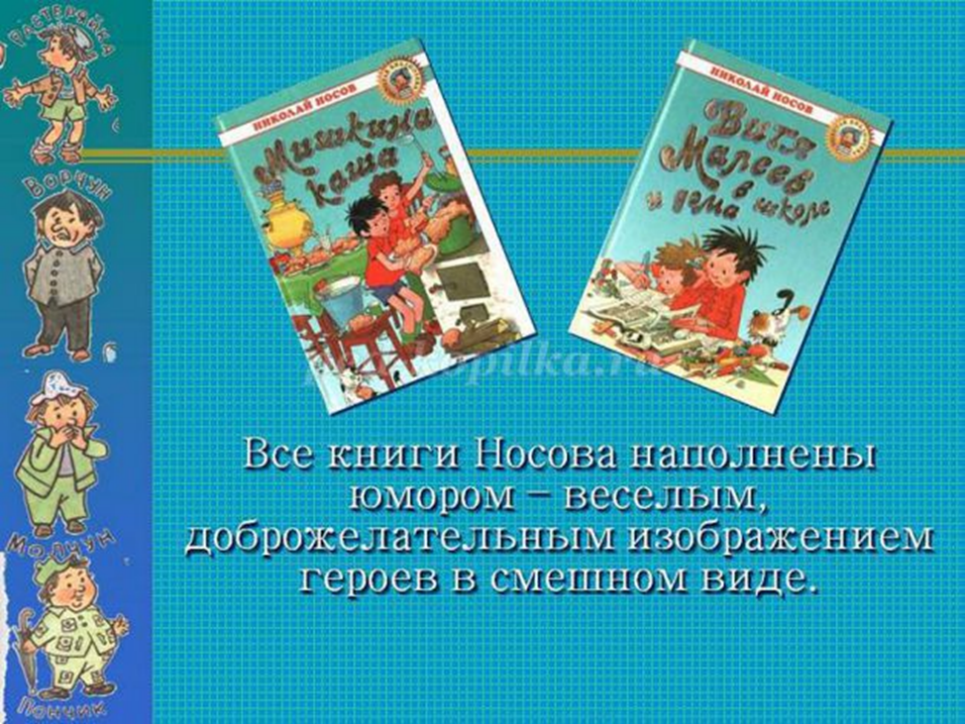 Растеряйка
Ворчун
Молчун
Пончик
НИКОЛАЙ НОСОВ
Мишкина
каша
НИКОЛАЙ НОСОВ
Витя
Малеев
в школе
и дома
Все книги Носова наполнены
юмором – веселым,
доброжелательным изображением
героев в смешном виде.